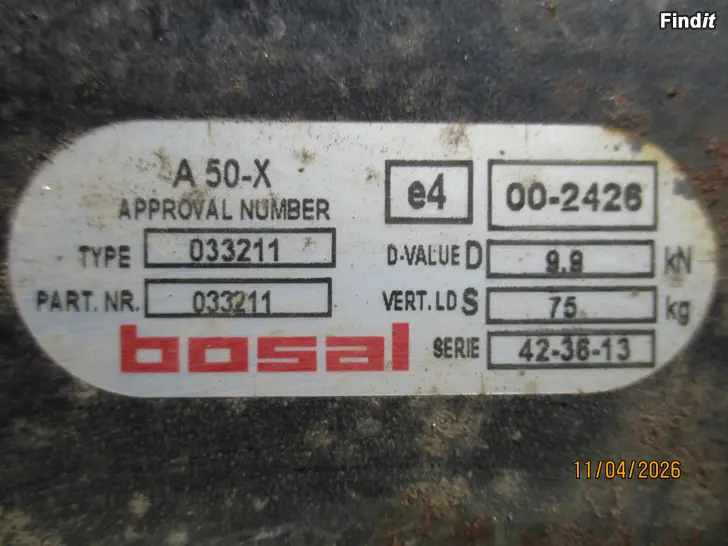 Findit
A 50-X
APPROVAL NUMBER
e4
00-2426
TYPE 033211
D-VALUE D 9.9 kN
PART. NR. 033211
VERT. LD S 75 kg
bosal
SERIE 42-36-13
11/04/2026